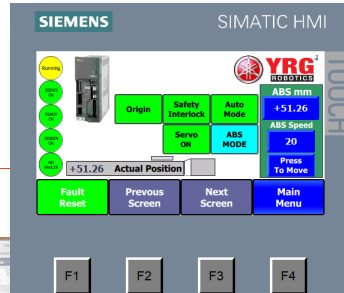 SIEMENS
SIMATIC HMI
TOUCH
YRG
ROBOTICS
Running
SERVO
OK
READY
OK
ORIGIN
OK
NO
FAULTS
Origin
Safety
Interlock
Auto
Mode
Servo
ON
ABS
MODE
ABS mm
+51.26
ABS Speed
20
Press
To Move
+51.26 Actual Position
Fault
Reset
Prevous
Screen
Next
Screen
Main
Menu
F1
F2
F3
F4